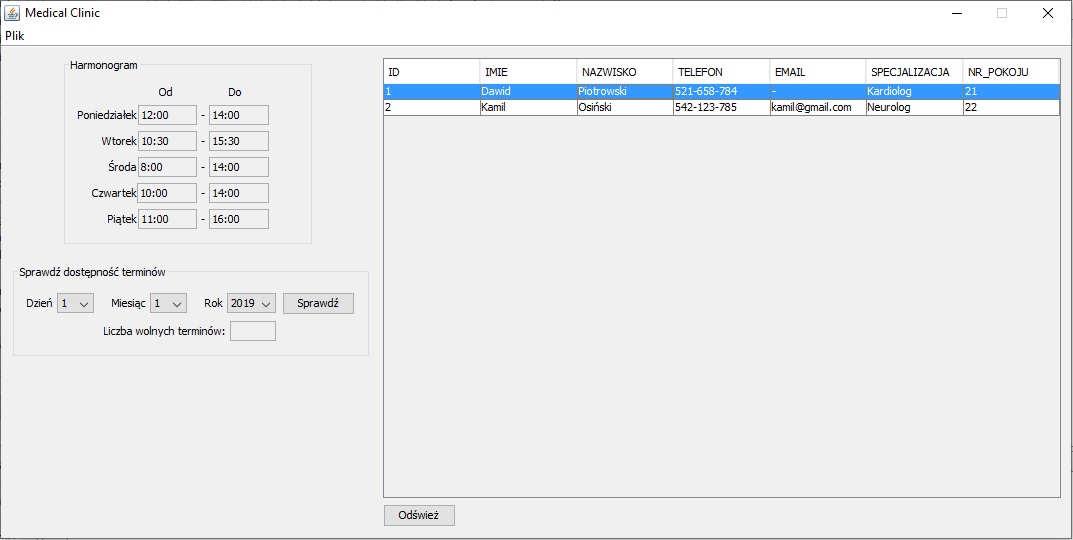 Medical Clinic
Plik
Harmonogram
Od Do
Poniedziałek 12:00 - 14:00
Wtorek 10:30 - 15:30
Środa 8:00 - 14:00
Czwartek 10:00 - 14:00
Piątek 11:00 - 16:00
Sprawdź dostępność terminów
Dzień 1 Miesiąc 1 Rok 2019 Sprawdź
Liczba wolnych terminów:
ID IMIE NAZWISKO TELEFON EMAIL SPECJALIZACJA NR_POKOJU
1 Dawid Piotrowski 521-658-784 - Kardiolog 21
2 Kamil Osiński 542-123-785 kamil@gmail.com Neurolog 22
Odśwież